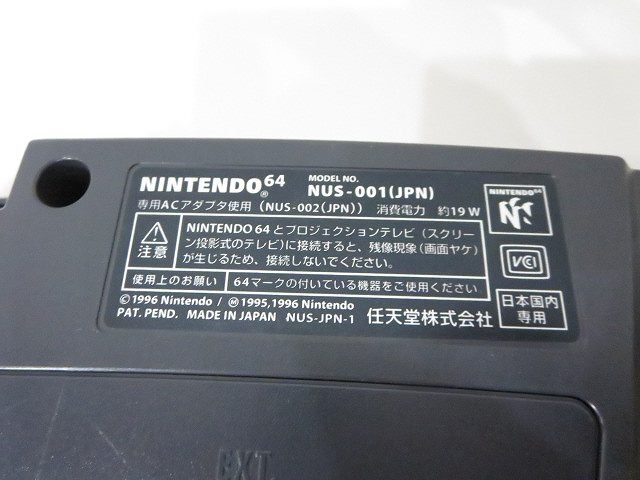 NINTENDO 64® MODEL NO. NUS-001(JPN)
専用ACアダプタ使用 (NUS-002(JPN)) 消費電力 約19W
注意
NINTENDO 64とプロジェクションテレビ(スクリーン投影式のテレビ)に接続すると、残像現象(画面ヤケ)が生じるため、接続しないでください。
使用上のお願い 64マークの付いている機器をご使用ください
©1996 Nintendo / Ⓜ1995,1996 Nintendo
PAT. PEND. MADE IN JAPAN NUS-JPN-1 任天堂株式会社
NINTENDO 64
VCI
日本国内
専用
EXT.